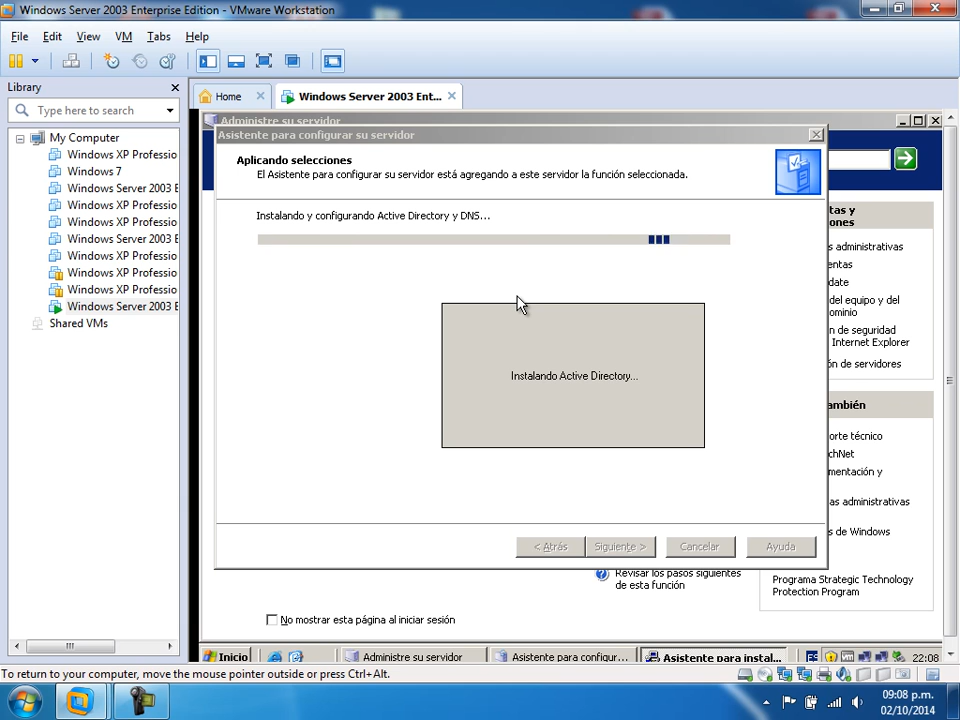 Windows Server 2003 Enterprise Edition - VMware Workstation
File Edit View VM Tabs Help
Library
Home
Windows Server 2003 Ent...
Type here to search
My Computer
Windows XP Professio
Windows 7
Windows Server 2003 E
Windows XP Professio
Windows XP Professio
Windows Server 2003 E
Windows XP Professio
Windows XP Professio
Windows XP Professio
Windows Server 2003 E
Shared VMs
Administre su servidor
Asistente para configurar su servidor
Aplicando selecciones
El Asistente para configurar su servidor está agregando a este servidor la función seleccionada.
Instalando y configurando Active Directory y DNS...
Instalando Active Directory...
< Atrás
Siguiente >
Cancelar
Ayuda
tas y
ones
s administrativas
entas
date
del equipo y del
ominio
n de seguridad
Internet Explorer
ón de servidores
ambién
orte técnico
chNet
mentación y
as administrativas
s de Windows
Programa Strategic Technology
Protection Program
Revisar los pasos siguientes
de esta función
No mostrar esta página al iniciar sesión
Inicio
Administre su servidor
Asistente para configur...
Asistente para instal...
ES
22:08
To return to your computer, move the mouse pointer outside or press Ctrl+Alt.
09:08 p.m.
02/10/2014